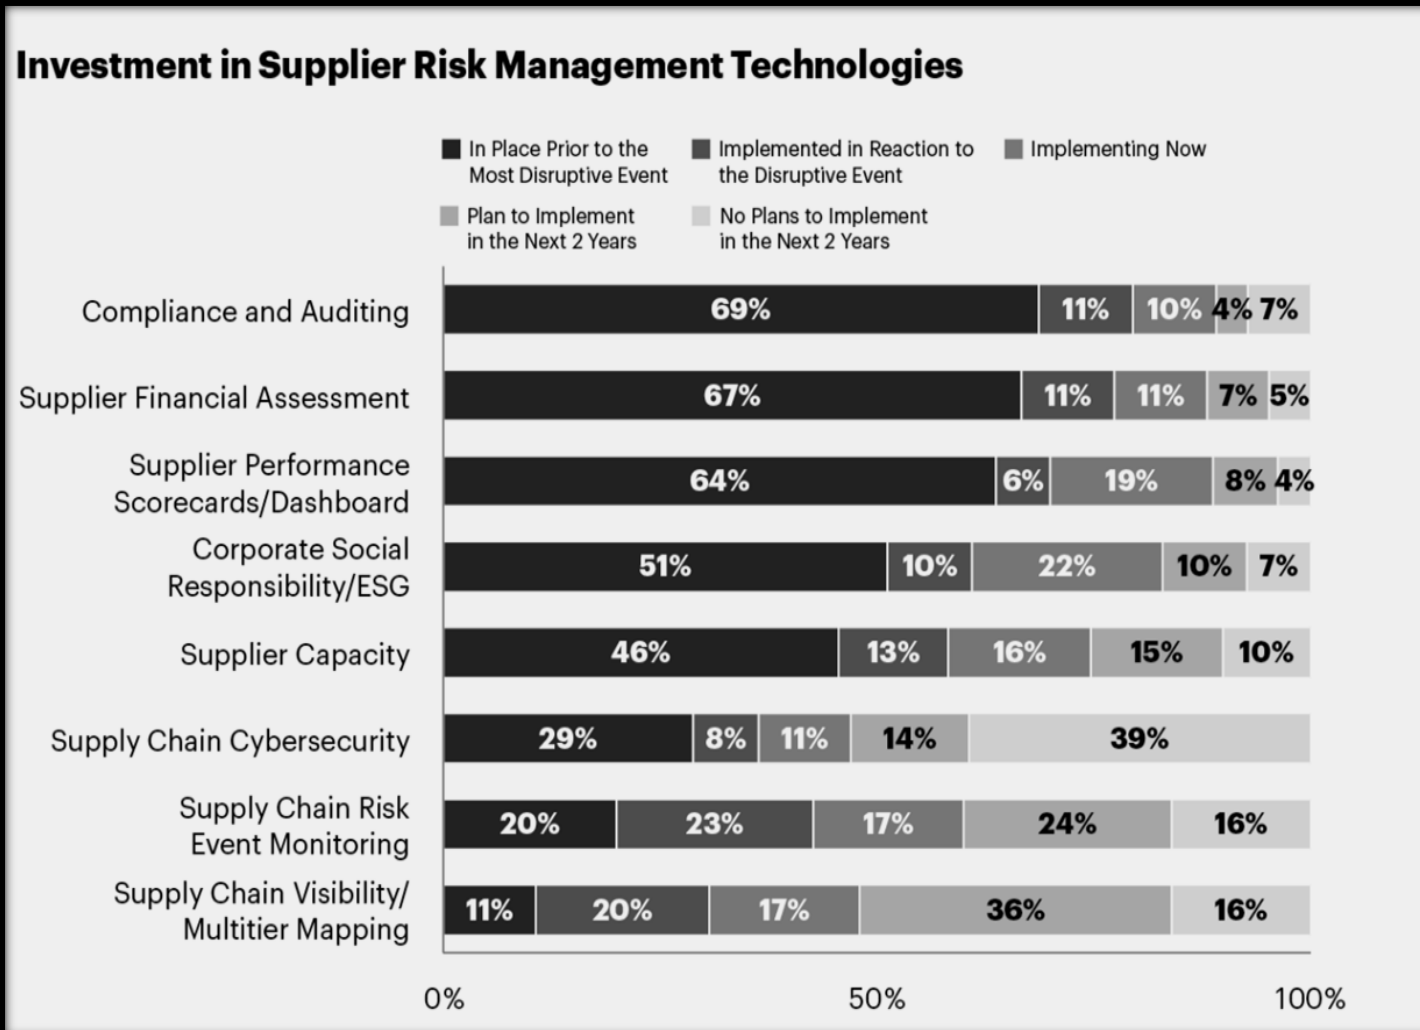 Investment in Supplier Risk Management Technologies
In Place Prior to the
Most Disruptive Event
Implemented in Reaction to
the Disruptive Event
Implementing Now
Plan to Implement
in the Next 2 Years
No Plans to Implement
in the Next 2 Years
Compliance and Auditing
69% 11% 10% 4% 7%
Supplier Financial Assessment
67% 11% 11% 7% 5%
Supplier Performance
Scorecards/Dashboard
64% 6% 19% 8% 4%
Corporate Social
Responsibility/ESG
51% 10% 22% 10% 7%
Supplier Capacity
46% 13% 16% 15% 10%
Supply Chain Cybersecurity
29% 8% 11% 14% 39%
Supply Chain Risk
Event Monitoring
20% 23% 17% 24% 16%
Supply Chain Visibility/
Multitier Mapping
11% 20% 17% 36% 16%
0% 50% 100%